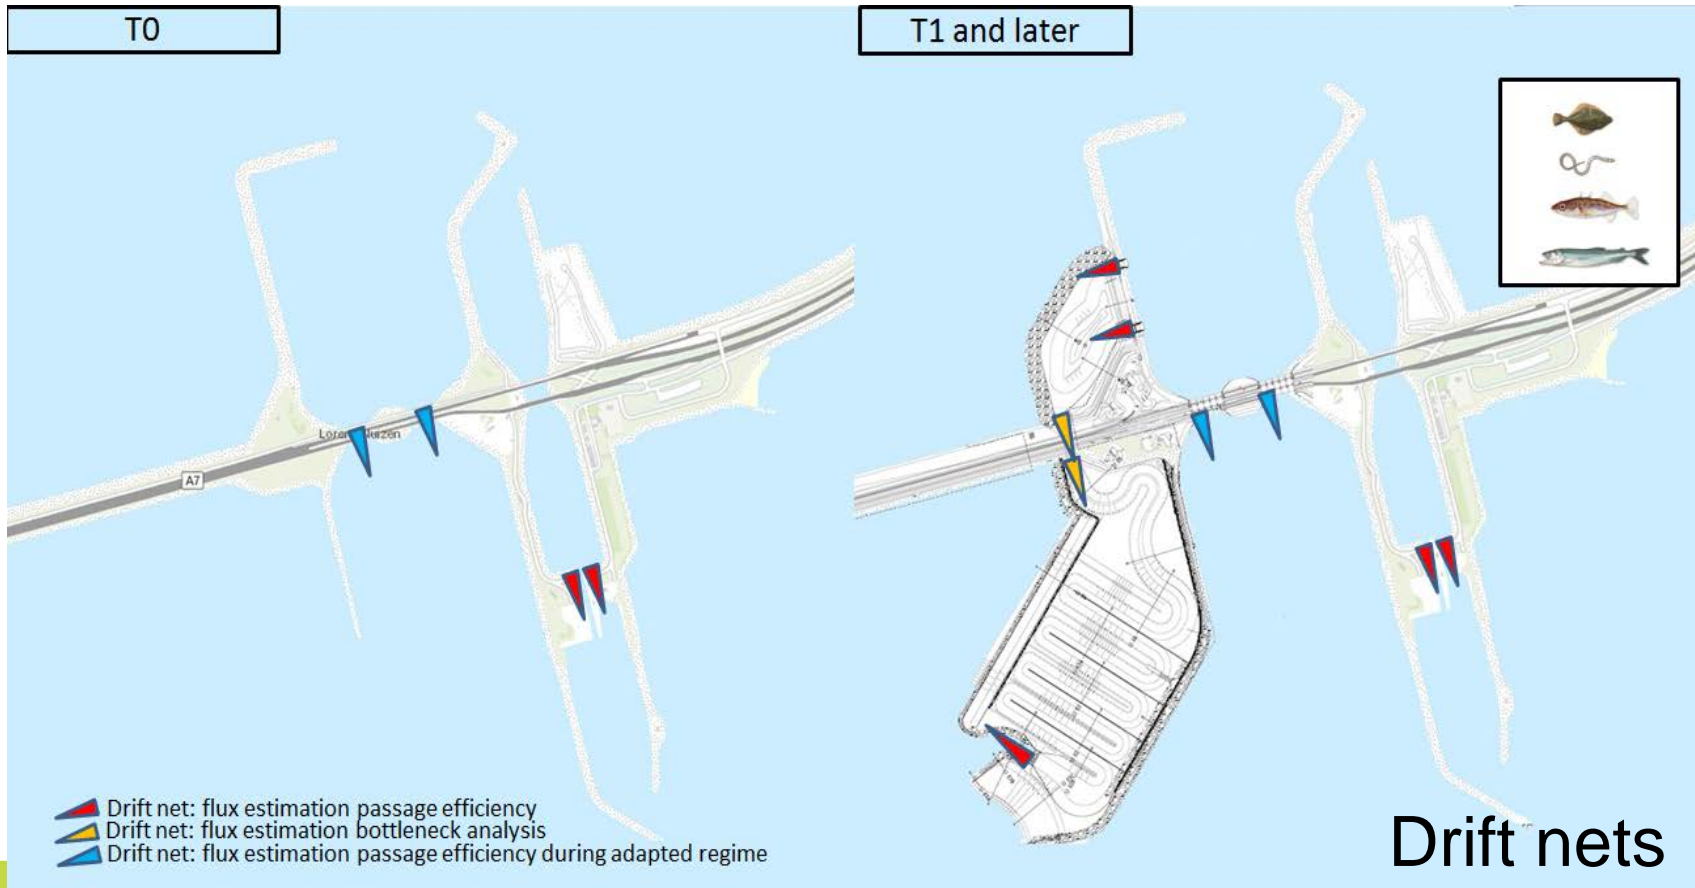 T0
T1 and later
A7
Drift net: flux estimation passage efficiency
Drift net: flux estimation bottleneck analysis
Drift net: flux estimation passage efficiency during adapted regime
Drift nets